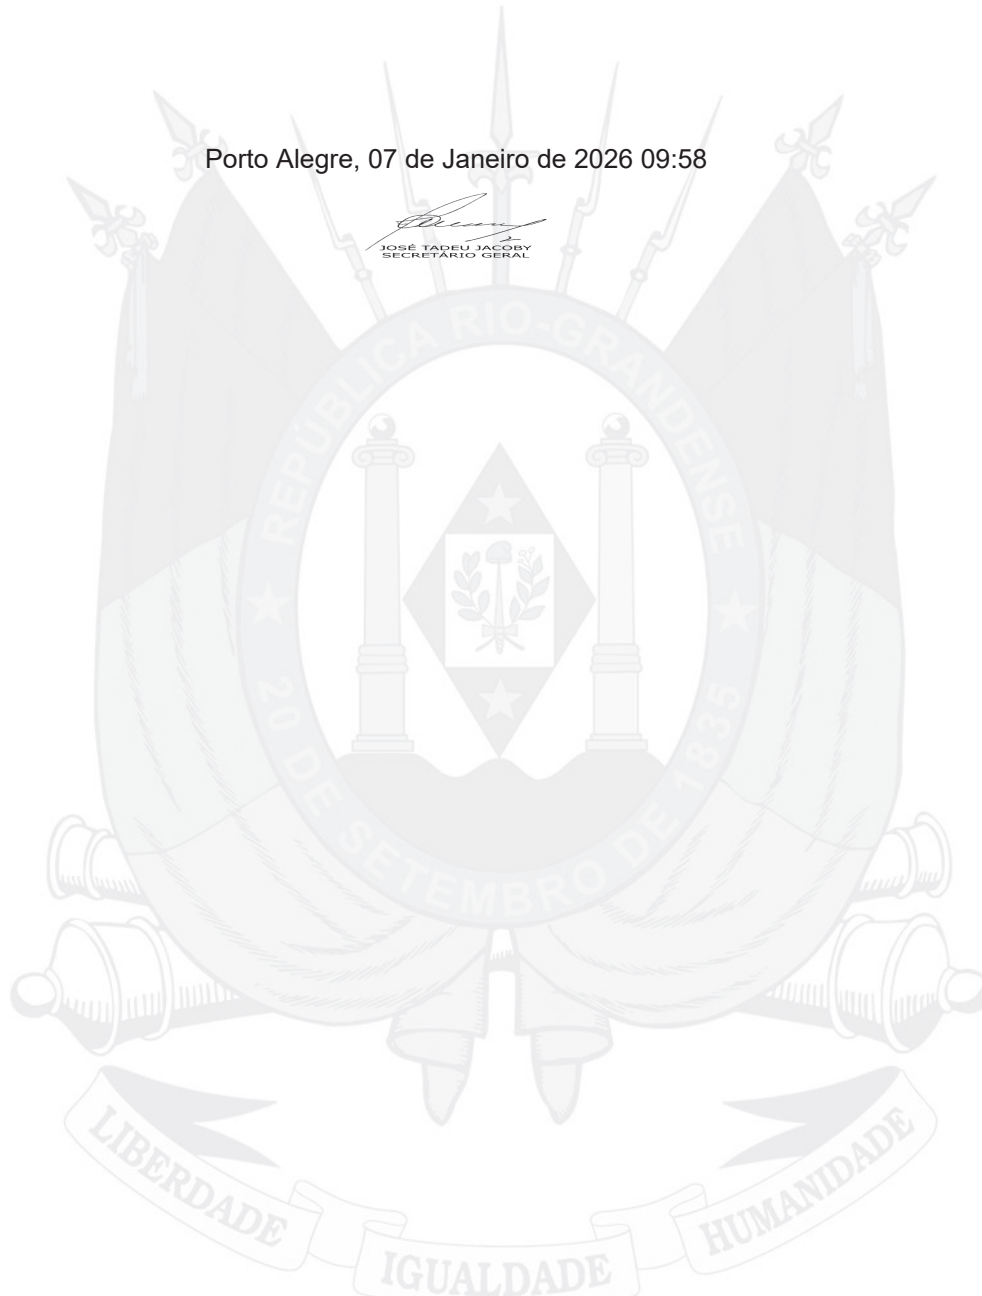 Porto Alegre, 07 de Janeiro de 2026 09:58
JOSÉ TADEU JACOBY
SECRETÁRIO GERAL
REPÚBLICA RIO-GRANDENSE
20 DE SETEMBRO DE 1835
LIBERDADE
IGUALDADE
HUMANIDADE